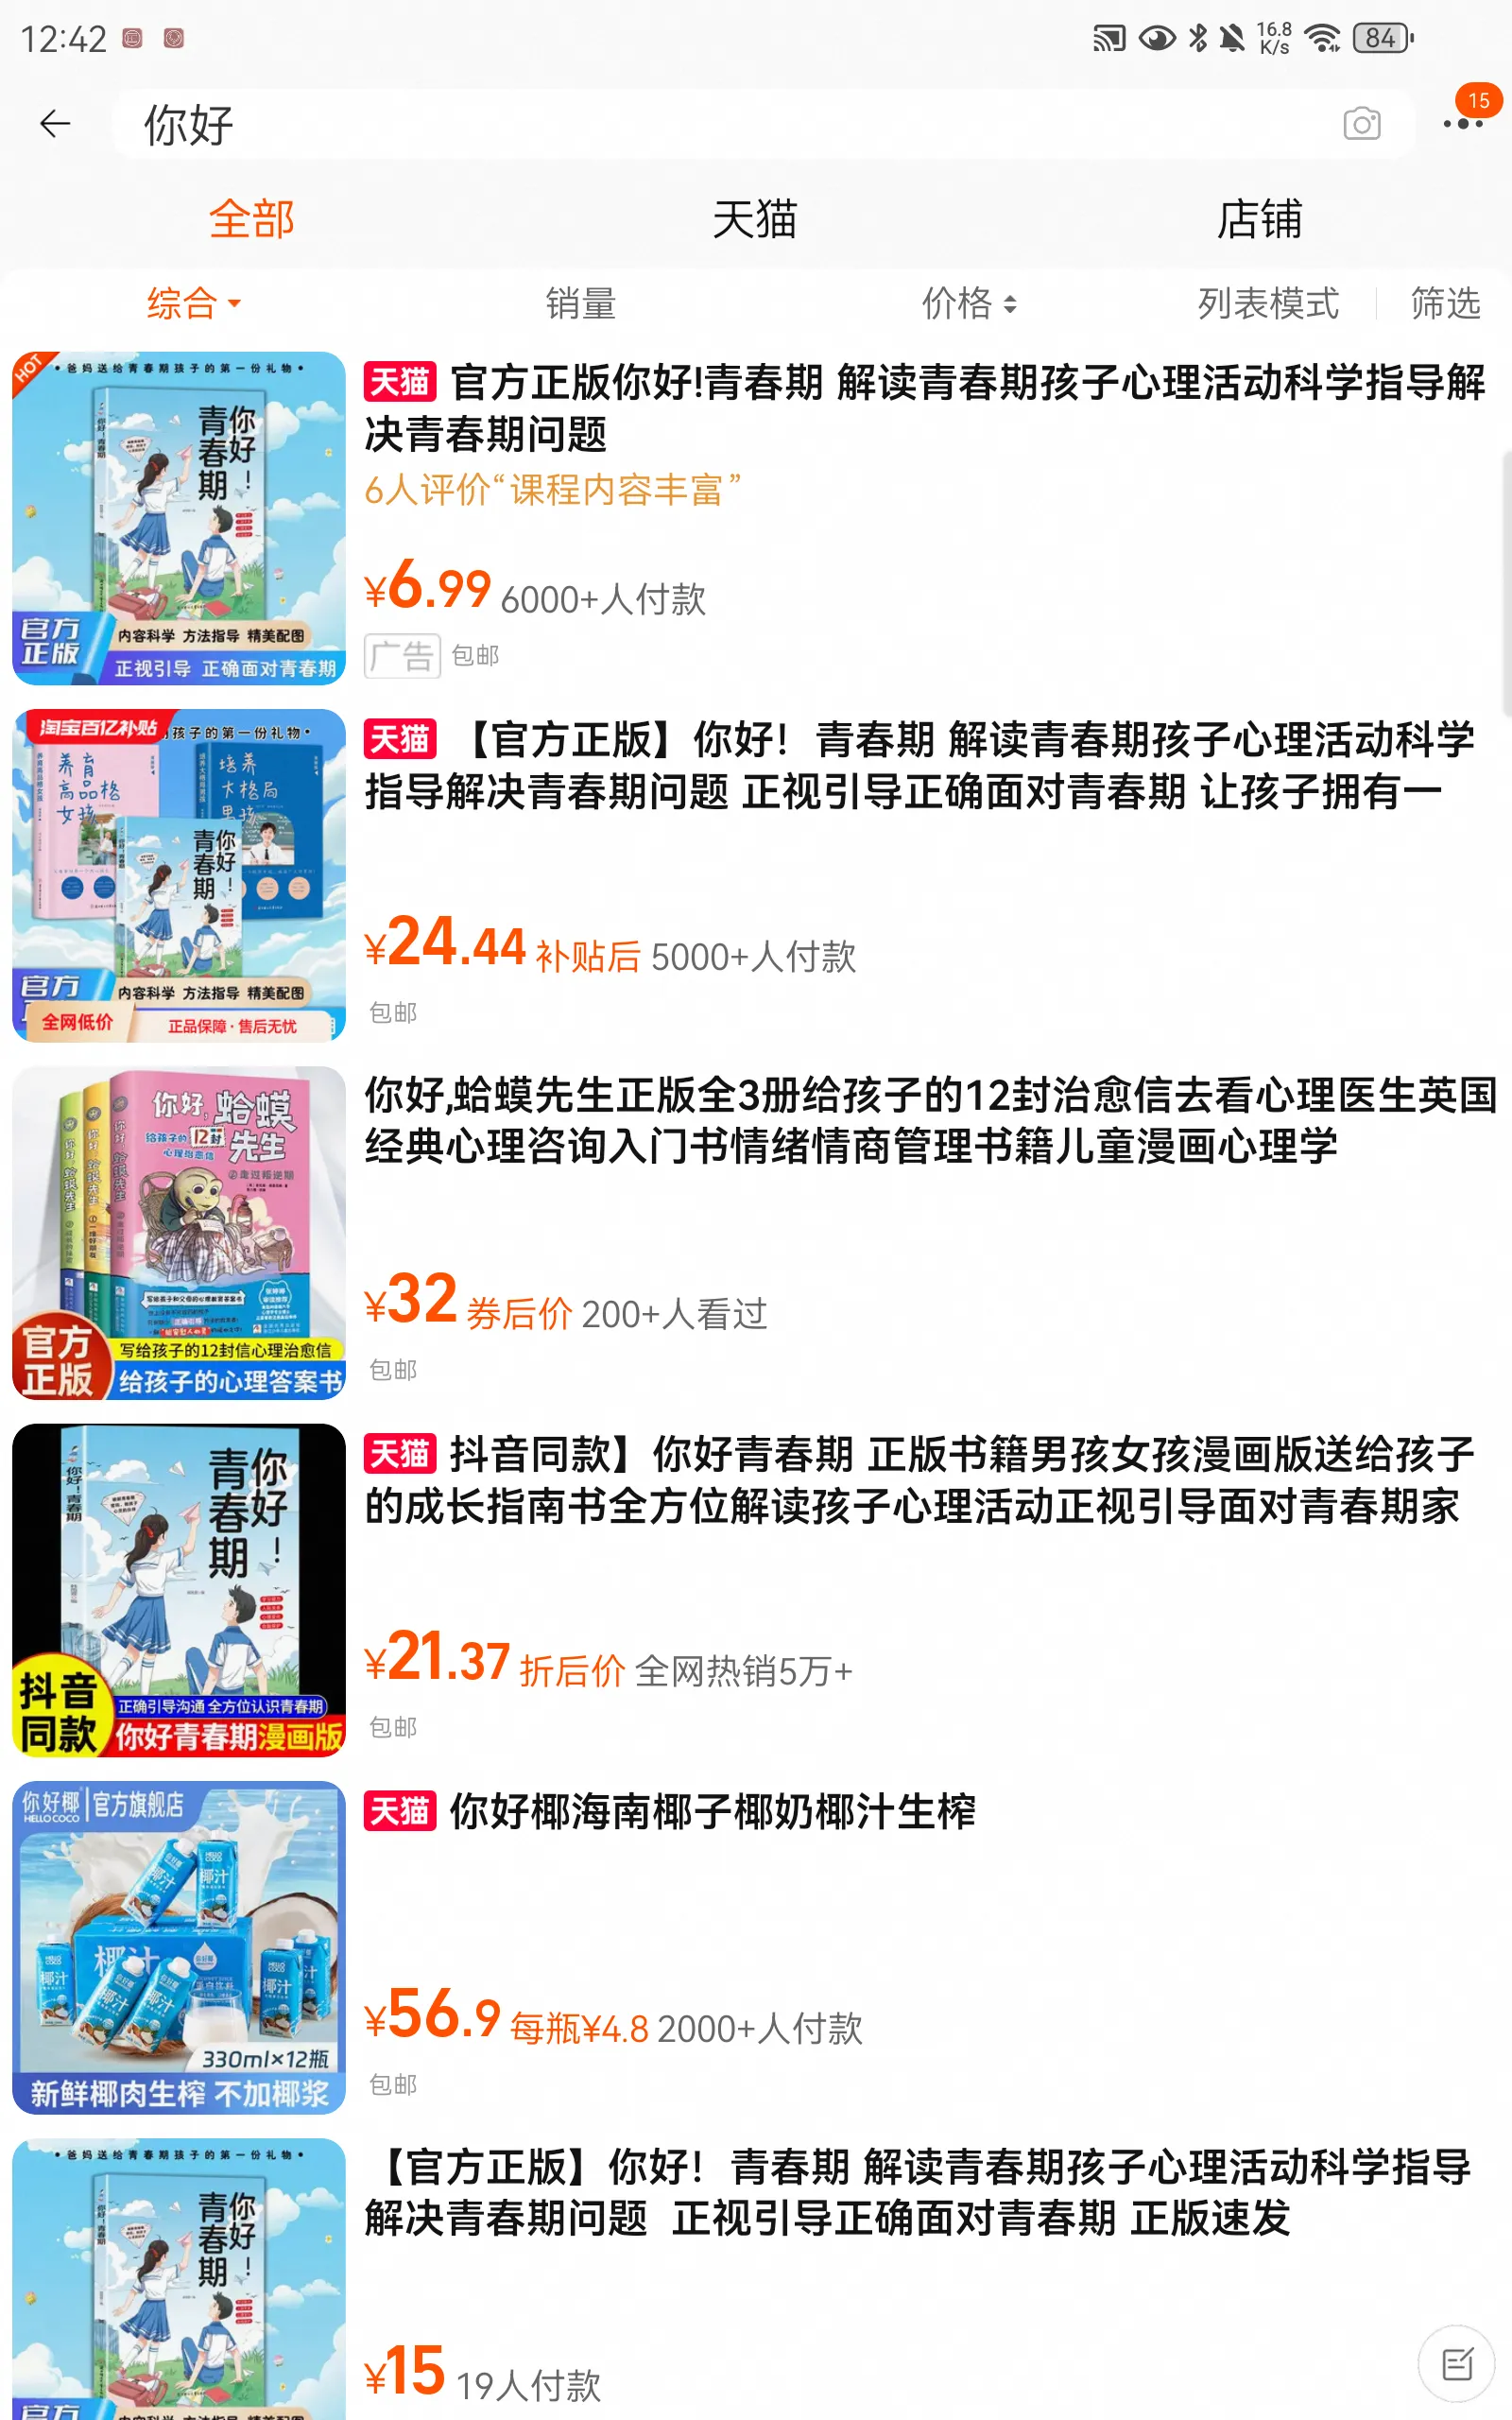 12:42
16.8
K/s
84
你好
15
全部
天猫
店铺
综合
销量
价格
列表模式
筛选
HOT
•爸妈送给青春期孩子的第一份礼物•
你好！
青春期
你好！青春期
官方
正版
内容科学 方法指导 精美配图
正视引导 正确面对青春期
天猫 官方正版你好!青春期 解读青春期孩子心理活动科学指导解
决青春期问题
6人评价“课程内容丰富”
¥6.99 6000+人付款
广告 包邮
淘宝百亿补贴
孩子的第一份礼物•
养育
高品格
女孩
培养
大格局
男孩
你好！
青春期
官方
内容科学 方法指导 精美配图
全网低价
正品保障·售后无忧
天猫 【官方正版】你好！青春期 解读青春期孩子心理活动科学
指导解决青春期问题 正视引导正确面对青春期 让孩子拥有一
¥24.44 补贴后 5000+人付款
包邮
你好,蛤蟆
先生
给孩子的12封
心理治愈信
走过叛逆期
你好,蛤蟆先生
官方
正版
写给孩子的12封信心理治愈信
给孩子的心理答案书
你好,蛤蟆先生正版全3册给孩子的12封治愈信去看心理医生英国
经典心理咨询入门书情绪情商管理书籍儿童漫画心理学
¥32 券后价 200+人看过
包邮
你好！
青春期
你好！青春期
抖音
同款
正确引导沟通 全方位认识青春期
你好青春期漫画版
天猫 抖音同款】你好青春期 正版书籍男孩女孩漫画版送给孩子
的成长指南书全方位解读孩子心理活动正视引导面对青春期家
¥21.37 折后价 全网热销5万+
包邮
你好椰
HELLO COCO
官方旗舰店
椰汁
330ml×12瓶
新鲜椰肉生榨 不加椰浆
天猫 你好椰海南椰子椰奶椰汁生榨
¥56.9 每瓶¥4.8 2000+人付款
包邮
•爸妈送给青春期孩子的第一份礼物•
你好！
青春期
你好！青春期
官方
【官方正版】你好！青春期 解读青春期孩子心理活动科学指导
解决青春期问题 正视引导正确面对青春期 正版速发
¥15 19人付款